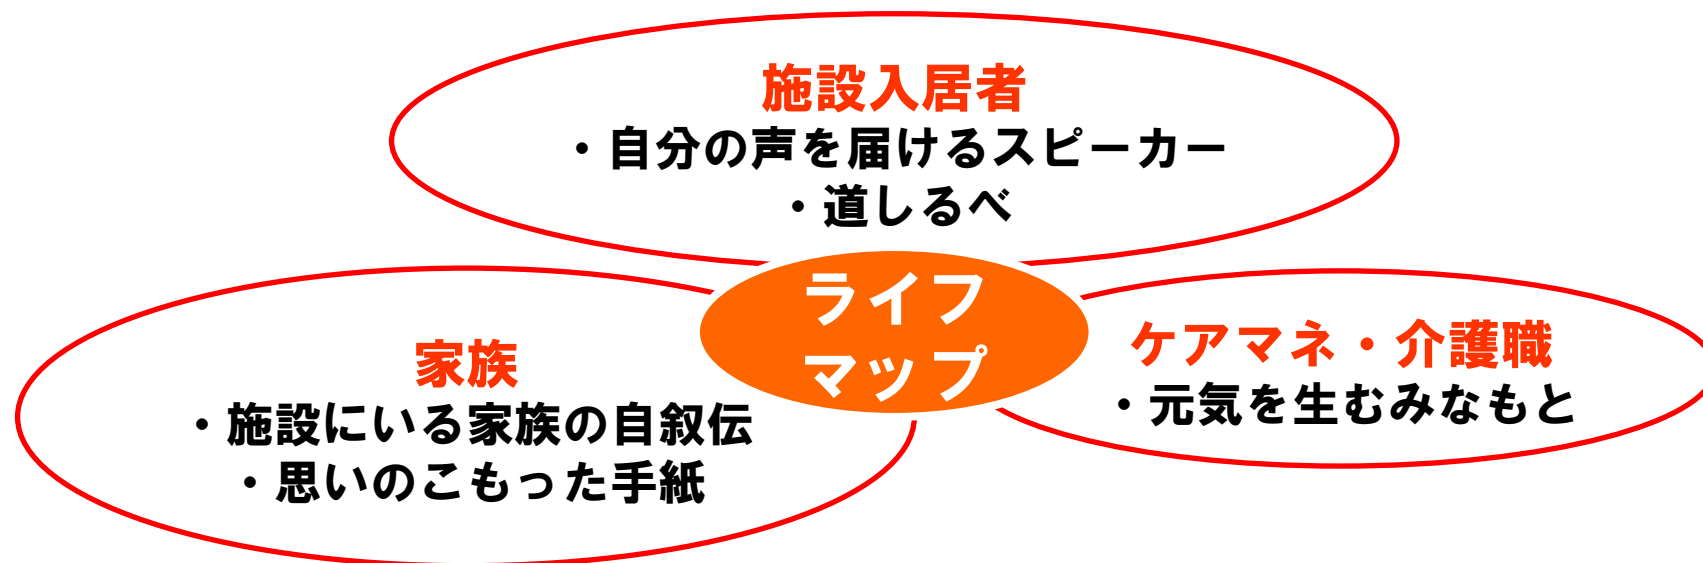 施設入居者
・自分の声を届けるスピーカー
・道しるべ
ライフ
マップ
家族
・施設にいる家族の自叙伝
・思いのこもった手紙
ケアマネ・介護職
・元気を生むみなもと